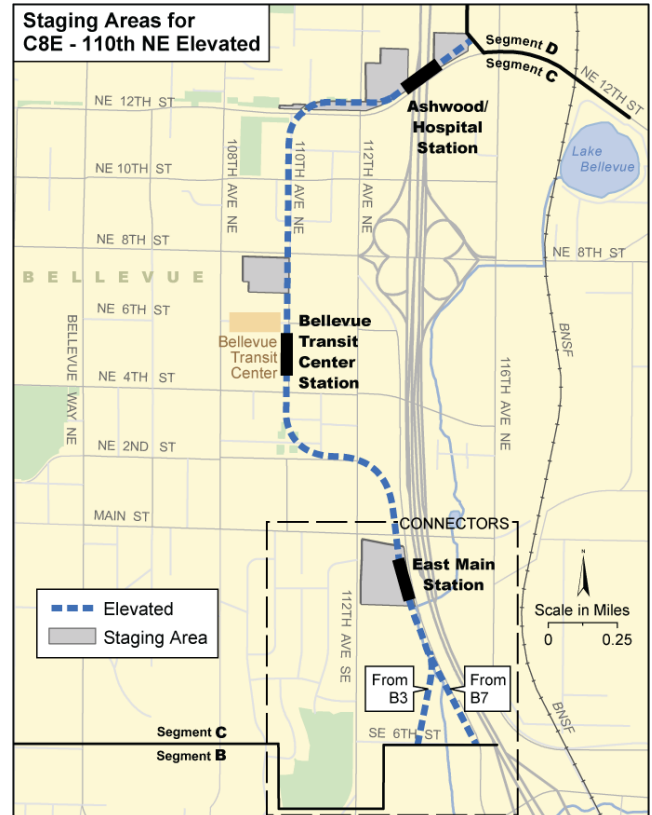 Staging Areas for
C8E - 110th NE Elevated
Segment D
Segment C
NE 12TH ST
NE 12TH ST
Ashwood/
Hospital
Station
Lake
Bellevue
108TH AVE NE
110TH AVE NE
112TH AVE NE
NE 10TH ST
NE 8TH ST
NE 8TH ST
BELLEVUE
NE 6TH ST
Bellevue
Transit
Center
Bellevue
Transit
Center
Station
BNSF
BELLEVUE WAY NE
NE 4TH ST
116TH AVE NE
NE 2ND ST
MAIN ST
CONNECTORS
East Main
Station
N
Scale in Miles
0 0.25
Elevated
Staging Area
112TH AVE SE
From
B3
From
B7
BNSF
SE 6TH ST
Segment C
Segment B